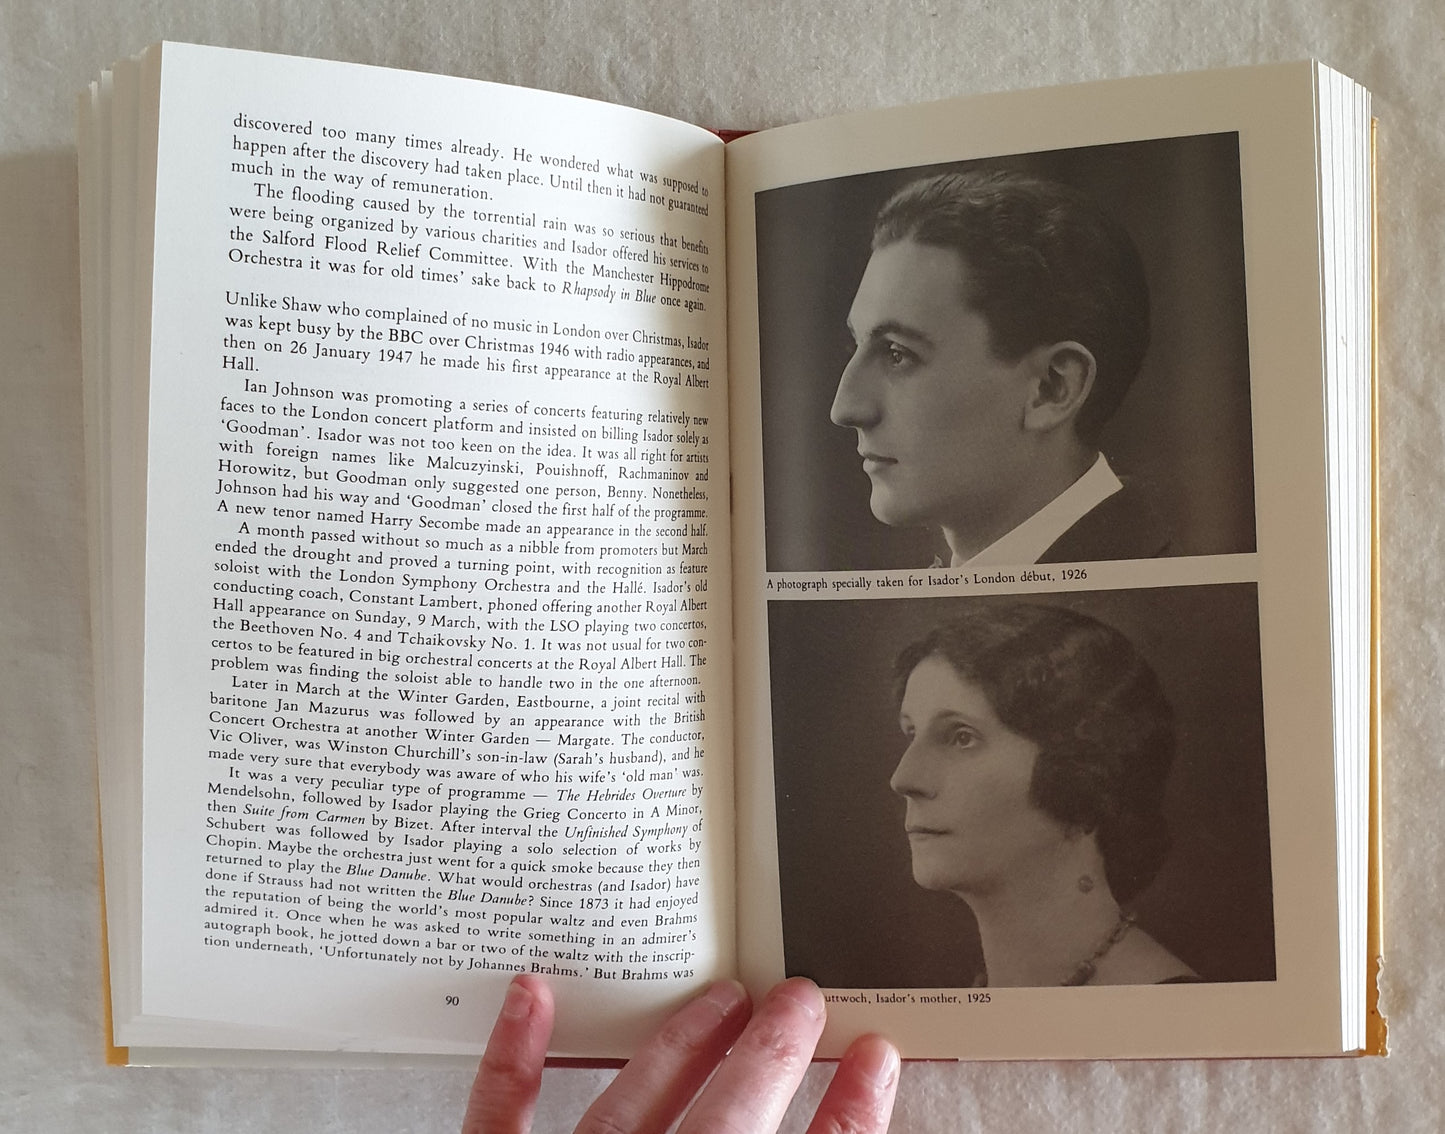 discovered too many times already. He wondered what was supposed to
happen after the discovery had taken place. Until then it had not guaranteed
much in the way of remuneration.
The flooding caused by the torrential rain was so serious that benefits
were being organized by various charities and Isador offered his services to
the Salford Flood Relief Committee. With the Manchester Hippodrome
Orchestra it was for old times' sake back to Rhapsody in Blue once again.
Unlike Shaw who complained of no music in London over Christmas, Isador
was kept busy by the BBC over Christmas 1946 with radio appearances, and
then on 26 January 1947 he made his first appearance at the Royal Albert
Hall.
Ian Johnson was promoting a series of concerts featuring relatively new
faces to the London concert platform and insisted on billing Isador solely as
'Goodman'. Isador was not too keen on the idea. It was all right for artists
with foreign names like Malcuzyinski, Pouishnoff, Rachmaninov and
Horowitz, but Goodman only suggested one person, Benny. Nonetheless,
Johnson had his way and 'Goodman' closed the first half of the programme.
A new tenor named Harry Secombe made an appearance in the second half.
A month passed without so much as a nibble from promoters but March
ended the drought and proved a turning point, with recognition as feature
soloist with the London Symphony Orchestra and the Hallé. Isador's old
conducting coach, Constant Lambert, phoned offering another Royal Albert
Hall appearance on Sunday, 9 March, with the LSO playing two concertos,
the Beethoven No. 4 and Tchaikovsky No. 1. It was not usual for two con-
certos to be featured in big orchestral concerts at the Royal Albert Hall. The
problem was finding the soloist able to handle two in the one afternoon.
Later in March at the Winter Garden, Eastbourne, a joint recital with
baritone Jan Mazurus was followed by an appearance with the British
Concert Orchestra at another Winter Garden — Margate. The conductor,
Vic Oliver, was Winston Churchill's son-in-law (Sarah's husband), and he
made very sure that everybody was aware of who his wife's 'old man' was.
It was a very peculiar type of programme — The Hebrides Overture by
Mendelsohn, followed by Isador playing the Grieg Concerto in A Minor,
then Suite from Carmen by Bizet. After interval the Unfinished Symphony of
Schubert was followed by Isador playing a solo selection of works by
Chopin. Maybe the orchestra just went for a quick smoke because they then
returned to play the Blue Danube. What would orchestras (and Isador) have
done if Strauss had not written the Blue Danube? Since 1873 it had enjoyed
the reputation of being the world's most popular waltz and even Brahms
admired it. Once when he was asked to write something in an admirer's
autograph book, he jotted down a bar or two of the waltz with the inscrip-
tion underneath, 'Unfortunately not by Johannes Brahms.' But Brahms was
90
A photograph specially taken for Isador's London début, 1926
uttwoch, Isador's mother, 1925